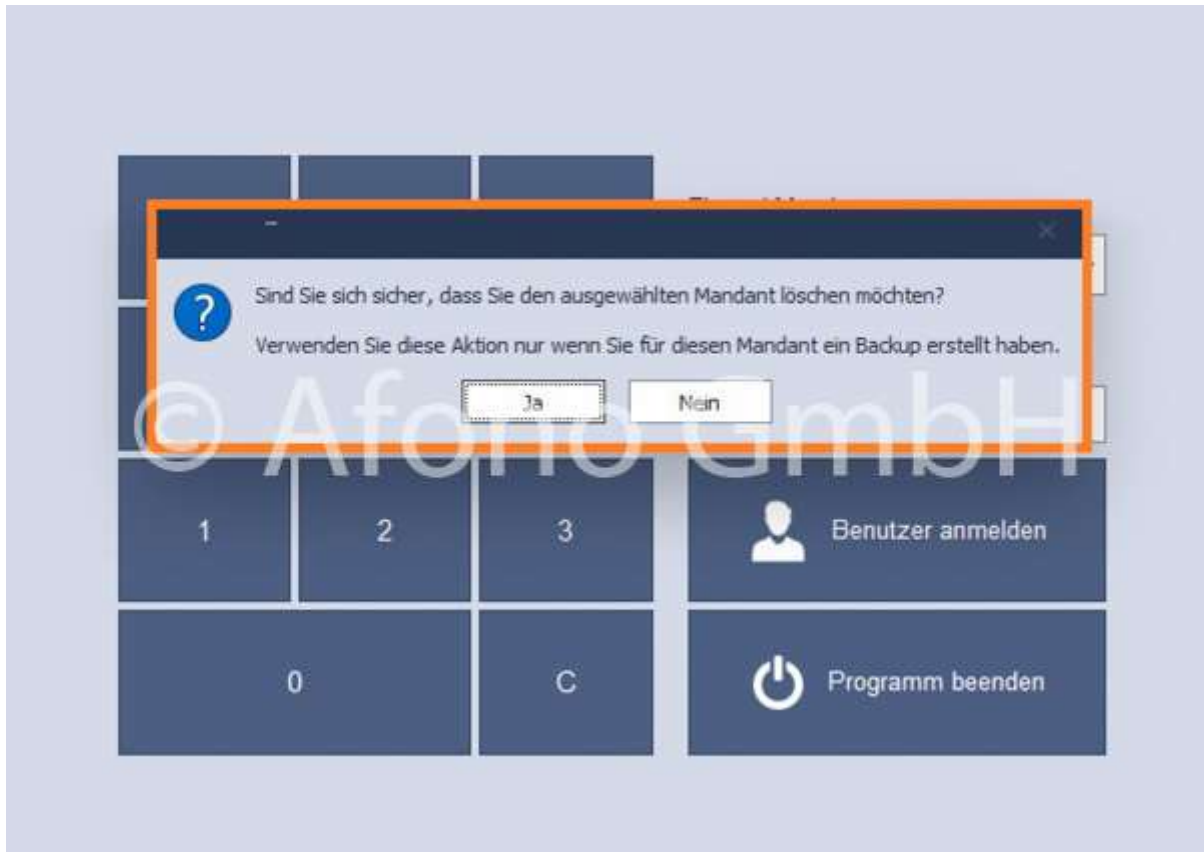 Sind Sie sich sicher, dass Sie den ausgewählten Mandant löschen möchten?
Verwenden Sie diese Aktion nur wenn Sie für diesen Mandant ein Backup erstellt haben.
Ja
Nein
© Afono GmbH
1
2
3
Benutzer anmelden
0
C
Programm beenden